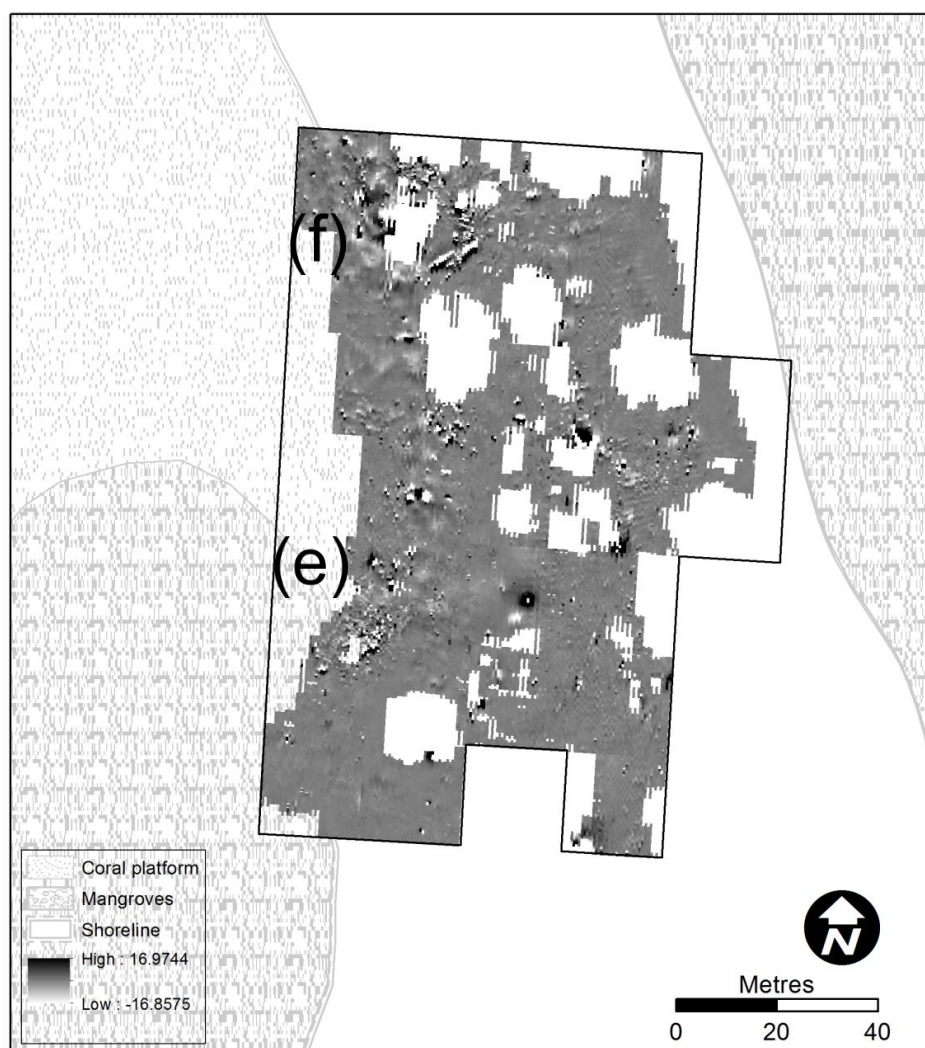 (f)
(e)
Coral platform
Mangroves
Shoreline
High : 16.9744
Low : -16.8575
N
Metres
0 20 40